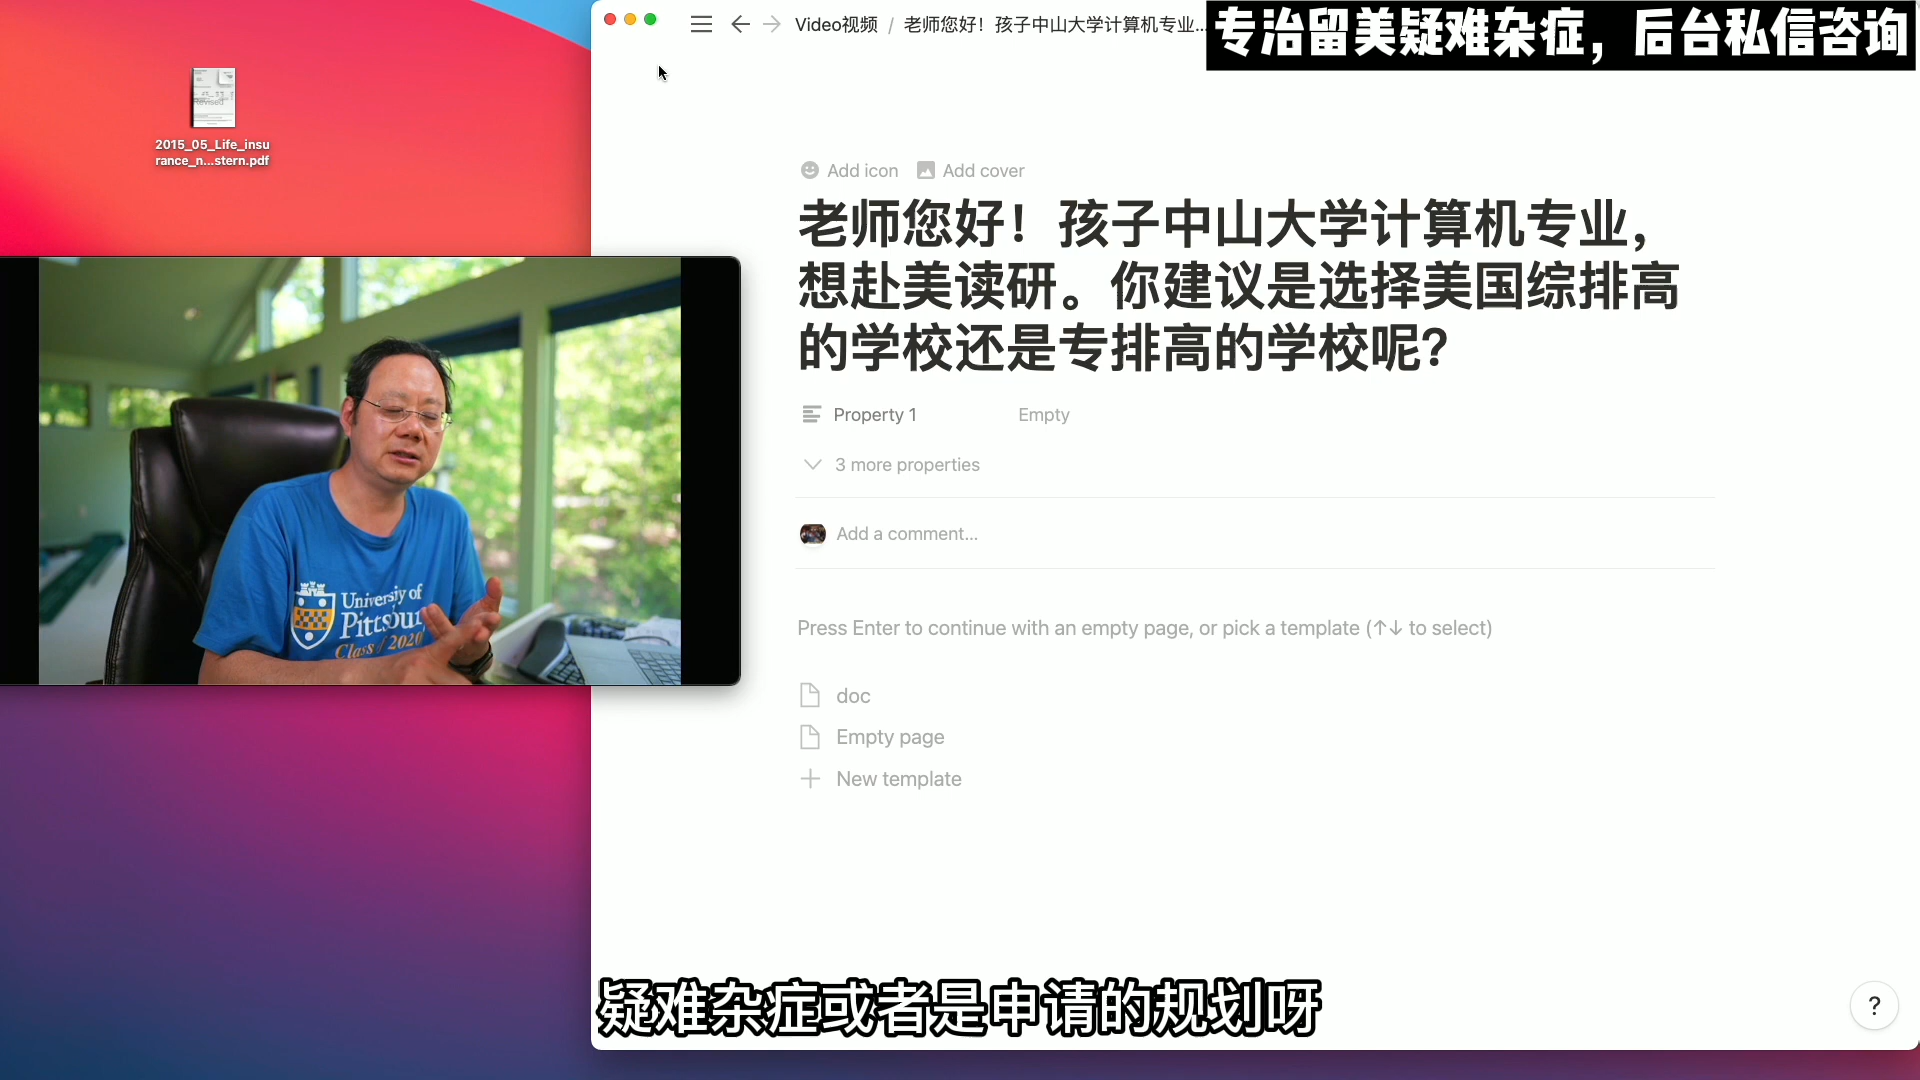 Video视频 / 老师您好！孩子中山大学计算机专业...
专治留美疑难杂症，后台私信咨询
2015_05_Life_insu
rance_n...stern.pdf
Add icon Add cover
老师您好！孩子中山大学计算机专业，
想赴美读研。你建议是选择美国综排高
的学校还是专排高的学校呢？
Property 1 Empty
3 more properties
Add a comment...
University of
Pittsbur
Class of 2020
Press Enter to continue with an empty page, or pick a template (↑↓ to select)
doc
Empty page
New template
疑难杂症或者是申请的规划呀
?